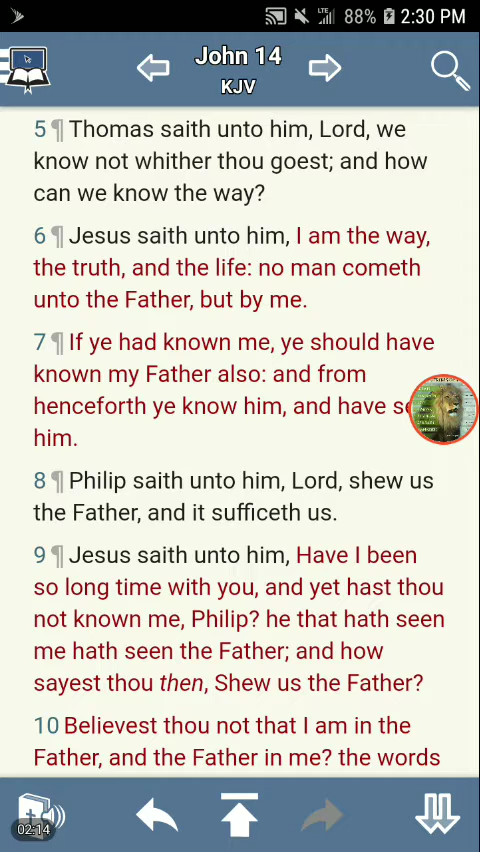 LTE 88% 2:30 PM
John 14
KJV
5 ¶ Thomas saith unto him, Lord, we
know not whither thou goest; and how
can we know the way?
6 ¶ Jesus saith unto him, I am the way,
the truth, and the life: no man cometh
unto the Father, but by me.
7 ¶ If ye had known me, ye should have
known my Father also: and from
henceforth ye know him, and have
him.
8 ¶ Philip saith unto him, Lord, shew us
the Father, and it sufficeth us.
9 ¶ Jesus saith unto him, Have I been
so long time with you, and yet hast thou
not known me, Philip? he that hath seen
me hath seen the Father; and how
sayest thou then, Shew us the Father?
10 Believest thou not that I am in the
Father, and the Father in me? the words
02:14